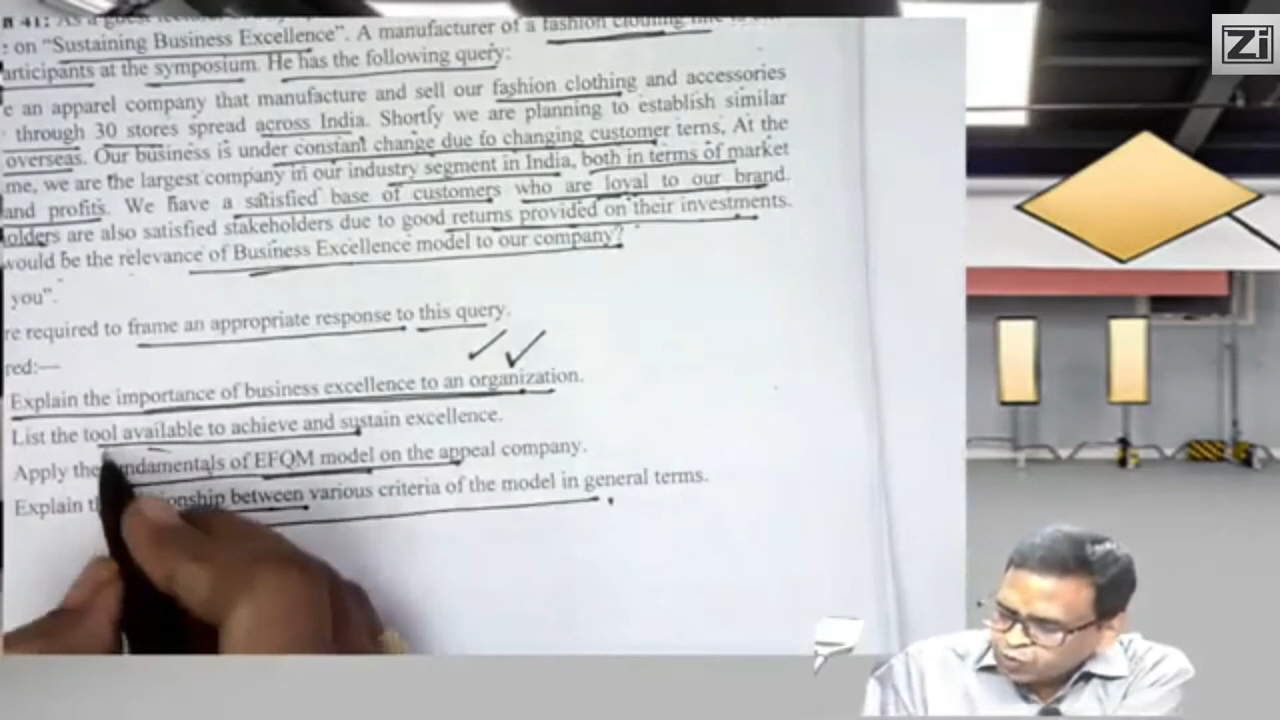 41: As a guest
: on “Sustaining Business Excellence”. A manufacturer of a fashion clothing line is
articipants at the symposium. He has the following query:
e an apparel company that manufacture and sell our fashion clothing and accessories
through 30 stores spread across India. Shortly we are planning to establish similar
overseas. Our business is under constant change due to changing customer terns. At the
me, we are the largest company in our industry segment in India, both in terms of market
and profits. We have a satisfied base of customers who are loyal to our brand.
olders are also satisfied stakeholders due to good returns provided on their investments.
would be the relevance of Business Excellence model to our company?
you”.
re required to frame an appropriate response to this query.
red:—
Explain the importance of business excellence to an organization.
List the tool available to achieve and sustain excellence.
Apply the ndamentals of EFQM model on the appeal company.
Explain th onship between various criteria of the model in general terms.
Zi